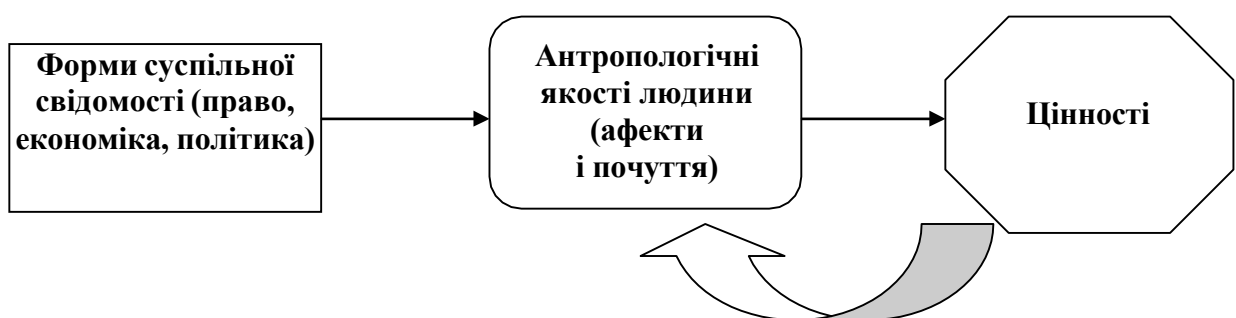 Форми суспільної
свідомості (право,
економіка, політика)
Антропологічні
якості людини
(афекти
і почуття)
Цінності